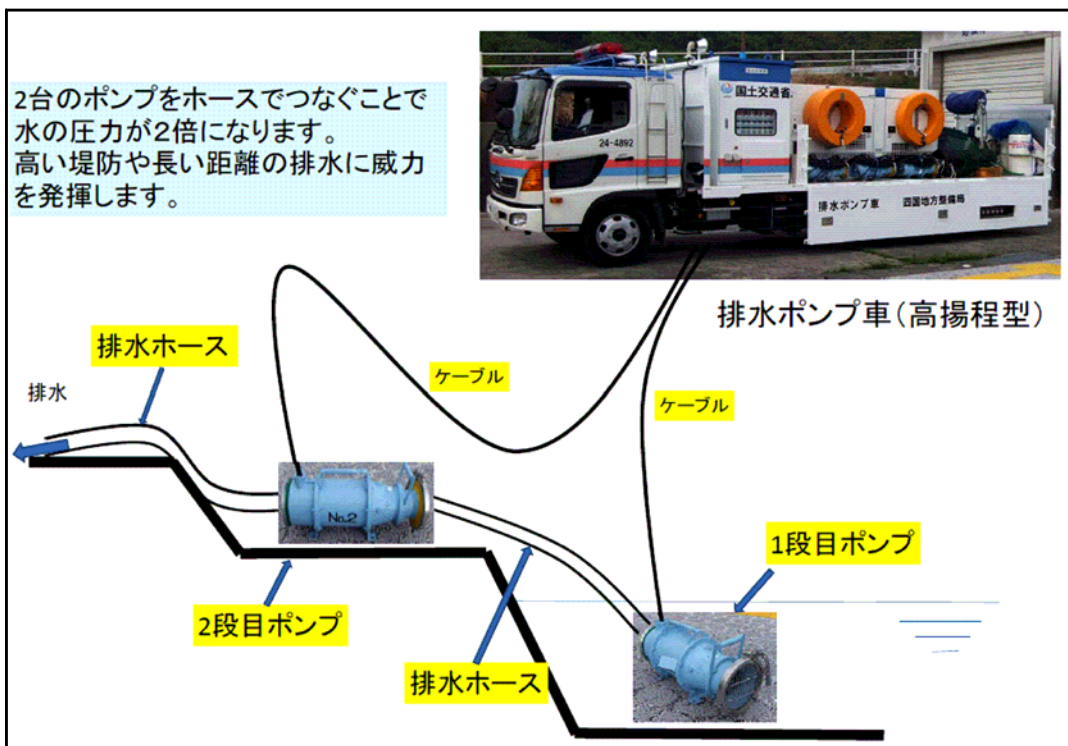 2台のポンプをホースでつなぐことで
水の圧力が２倍になります。
高い堤防や長い距離の排水に威力
を発揮します。
国土交通省
24-4892
排水ポンプ車
四国地方整備局
排水ポンプ車（高揚程型）
排水ホース
排水
ケーブル
ケーブル
No.2
1段目ポンプ
2段目ポンプ
排水ホース